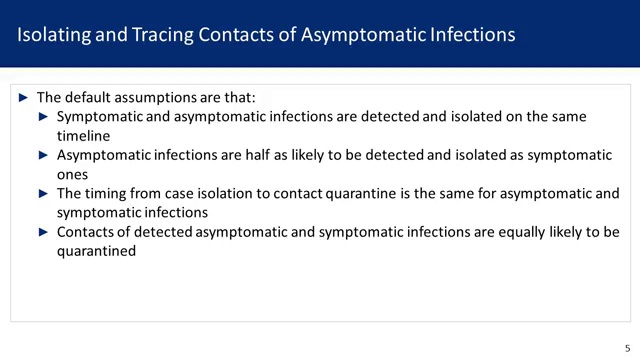 Isolating and Tracing Contacts of Asymptomatic Infections
► The default assumptions are that:
► Symptomatic and asymptomatic infections are detected and isolated on the same
timeline
► Asymptomatic infections are half as likely to be detected and isolated as symptomatic
ones
► The timing from case isolation to contact quarantine is the same for asymptomatic and
symptomatic infections
► Contacts of detected asymptomatic and symptomatic infections are equally likely to be
quarantined
5